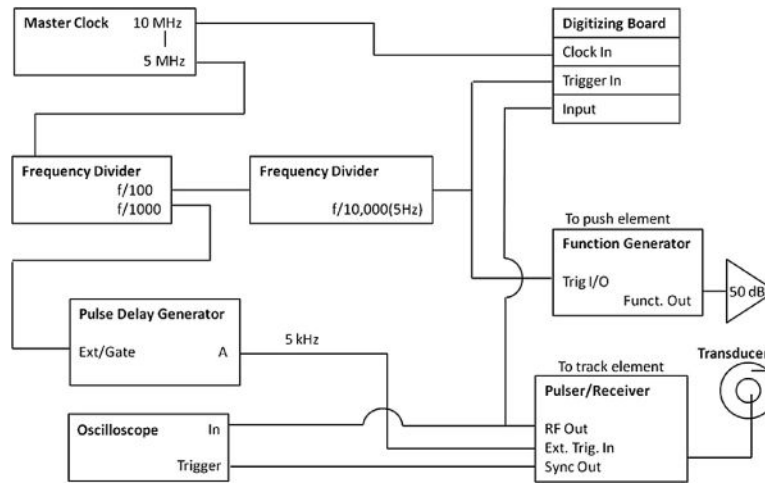 Master Clock 10 MHz
5 MHz
Digitizing Board
Clock In
Trigger In
Input
Frequency Divider
f/100
f/1000
Frequency Divider
f/10,000(5Hz)
To push element
Function Generator
Trig I/O
Funct. Out
50 dB
Pulse Delay Generator
Ext/Gate A
5 kHz
To track element
Pulser/Receiver
RF Out
Ext. Trig. In
Sync Out
Transducer
Oscilloscope In
Trigger